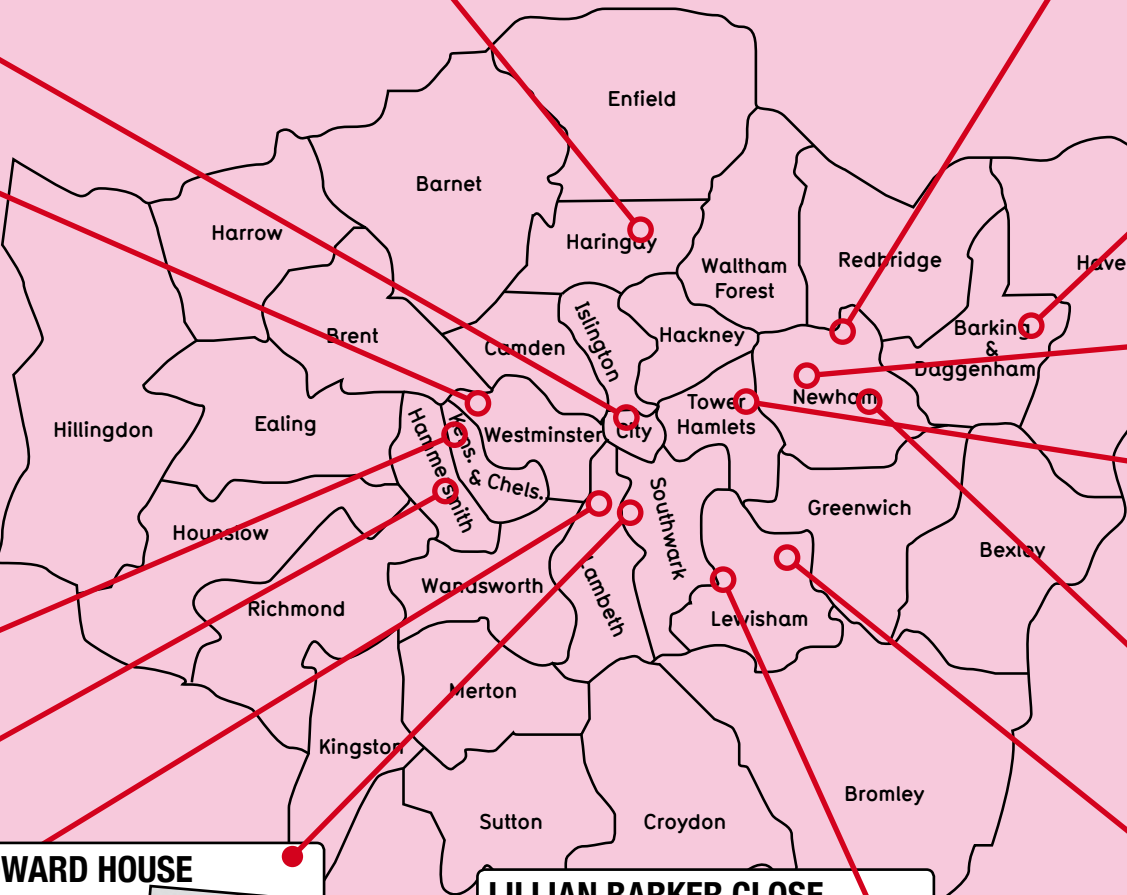 Enfield
Barnet
Harrow
Haringay
Waltham
Forest
Redbridge
Have
Brent
Camden
Islington
Hackney
Barking
&
Daggenham
Hillingdon
Ealing
Hammersmith
Kens. & Chels.
Westminster
City
Tower
Hamlets
Newham
Hounslow
Southwark
Greenwich
Bexley
Richmond
Wandsworth
Lambeth
Lewisham
Merton
Kingston
Sutton
Croydon
Bromley
WARD HOUSE
LILLIAN BARKER CLOSE